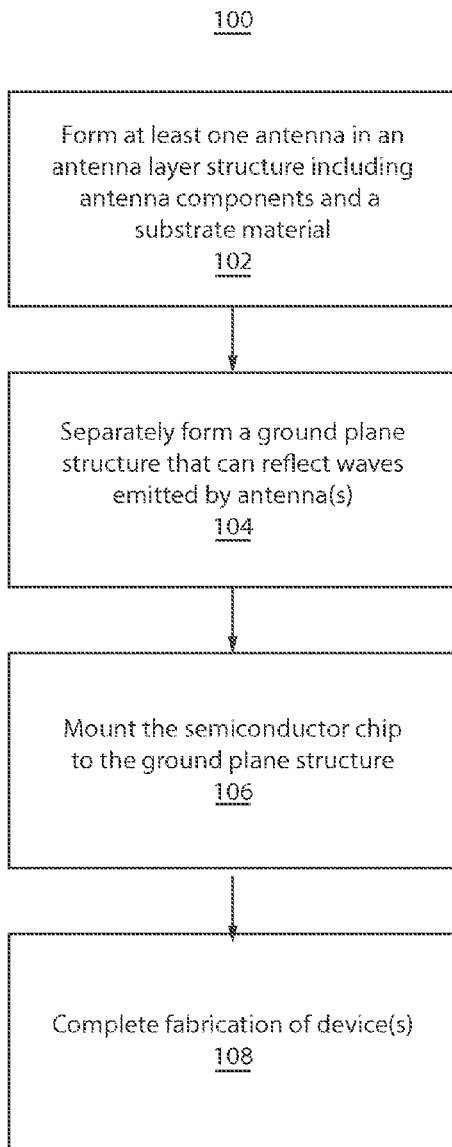 100
Form at least one antenna in an
antenna layer structure including
antenna components and a
substrate material
102
Separately form a ground plane
structure that can reflect waves
emitted by antenna(s)
104
Mount the semiconductor chip
to the ground plane structure
106
Complete fabrication of device(s)
108